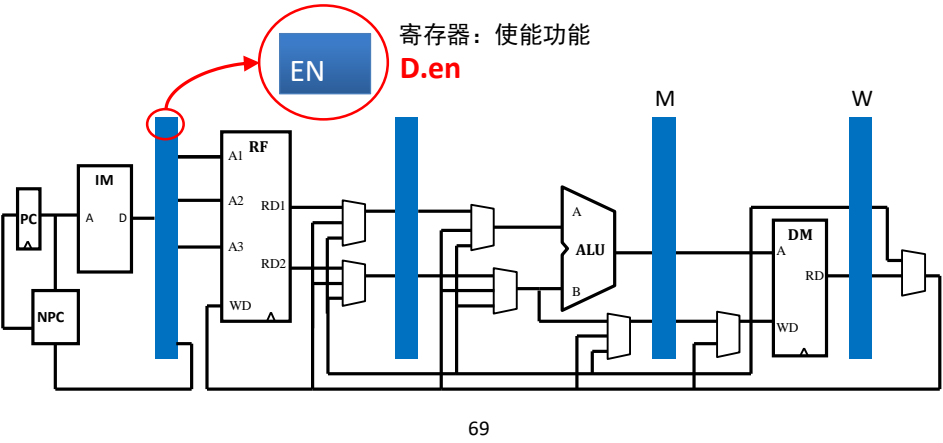 寄存器：使能功能
EN
D.en
M
W
RF
A1
IM
A2
RD1
A
PC
A
D
DM
A3
ALU
A
RD2
RD
B
WD
NPC
WD
69